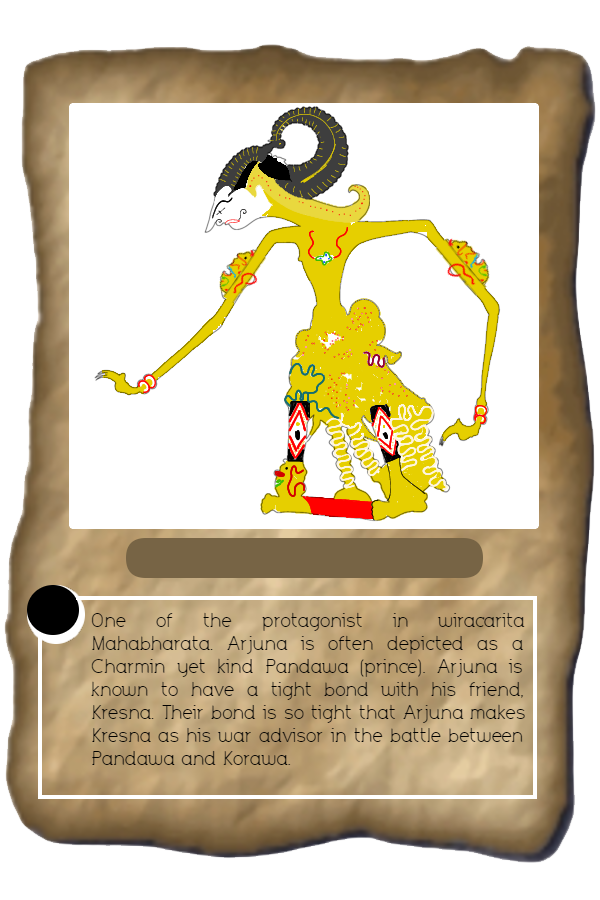 One of the protagonist in wiracarita
Mahabharata. Arjuna is often depicted as a
Charmin yet kind Pandawa (prince). Arjuna is
known to have a tight bond with his friend,
Kresna. Their bond is so tight that Arjuna makes
Kresna as his war advisor in the battle between
Pandawa and Korawa.